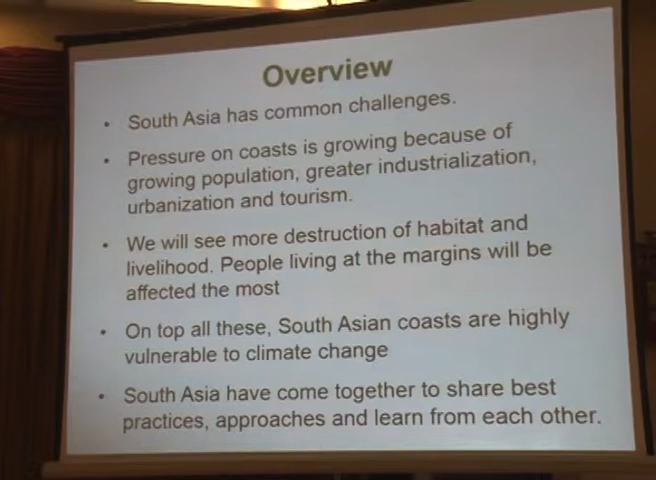 Overview
• South Asia has common challenges.
• Pressure on coasts is growing because of
growing population, greater industrialization,
urbanization and tourism.
• We will see more destruction of habitat and
livelihood. People living at the margins will be
affected the most
• On top all these, South Asian coasts are highly
vulnerable to climate change
• South Asia have come together to share best
practices, approaches and learn from each other.